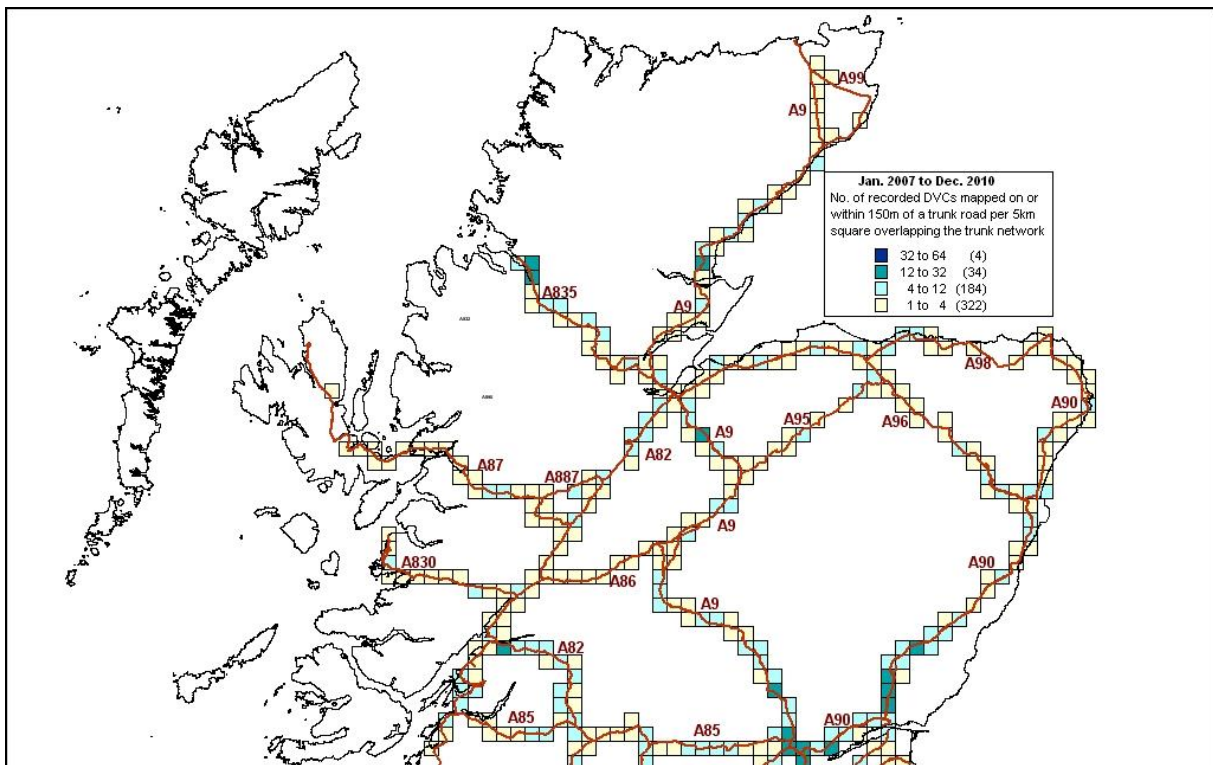 A99
A9
Jan. 2007 to Dec. 2010
No. of recorded DVCs mapped on or
within 150m of a trunk road per 5km
square overlapping the trunk network
32 to 64 (4)
12 to 32 (34)
4 to 12 (184)
1 to 4 (322)
A835
A9
A98
A90
A95
A96
A9
A82
A87
A887
A9
A830
A86
A90
A9
A82
A85
A85
A90